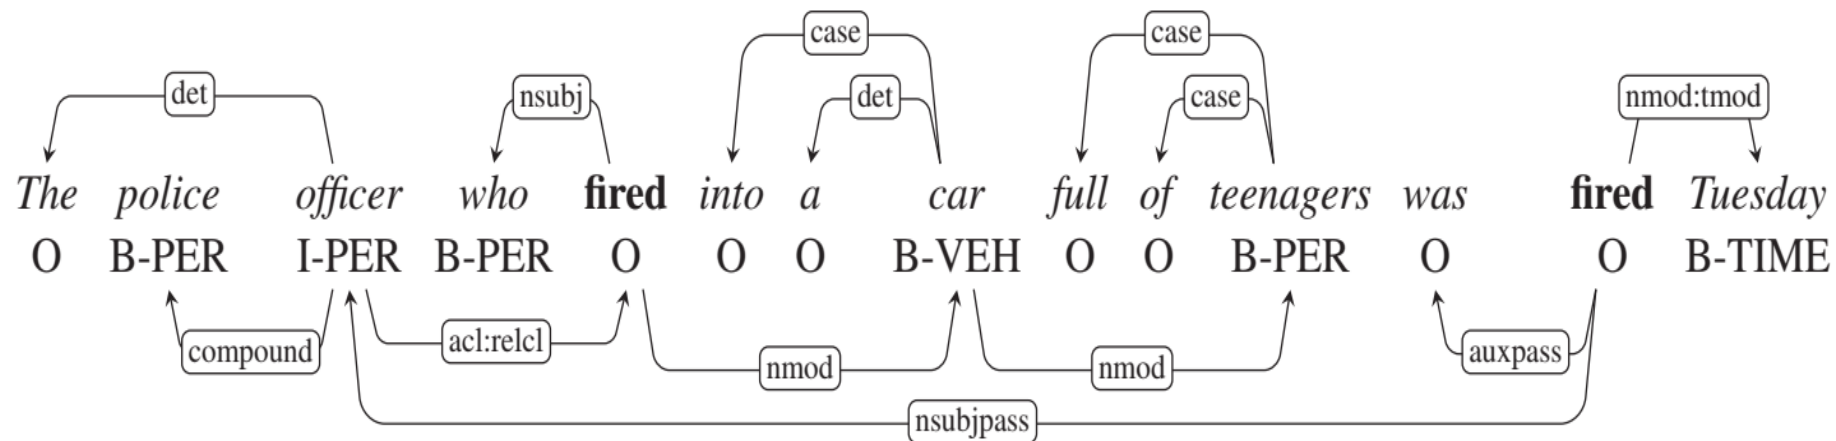 case case
det nsubj det case nmod:tmod
The police officer who fired into a car full of teenagers was fired Tuesday
O B-PER I-PER B-PER O O O B-VEH O O B-PER O O B-TIME
compound acl:relcl nmod nmod auxpass
nsubjpass